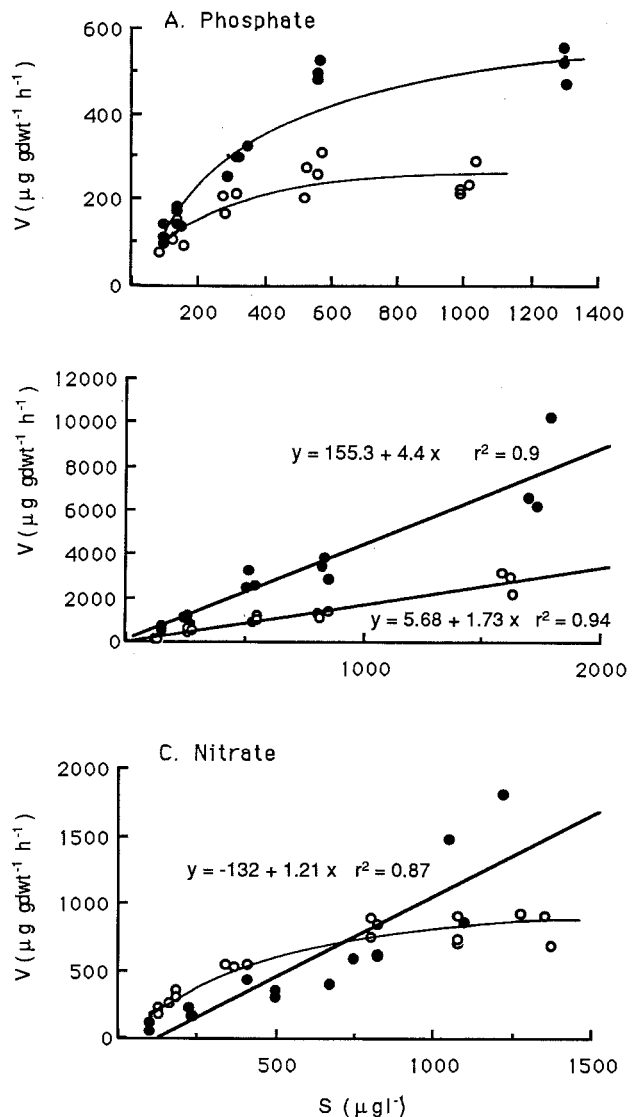 A. Phosphate
V (μg gdwt⁻¹ h⁻¹)
600
400
200
0
200 400 600 800 1000 1200 1400
V (μg gdwt⁻¹ h⁻¹)
12000
10000
8000
6000
4000
2000
0
y = 155.3 + 4.4 x r² = 0.9
y = 5.68 + 1.73 x r² = 0.94
1000 2000
C. Nitrate
V (μg gdwt⁻¹ h⁻¹)
2000
1500
1000
500
0
y = -132 + 1.21 x r² = 0.87
500 1000 1500
S (μg l⁻¹)